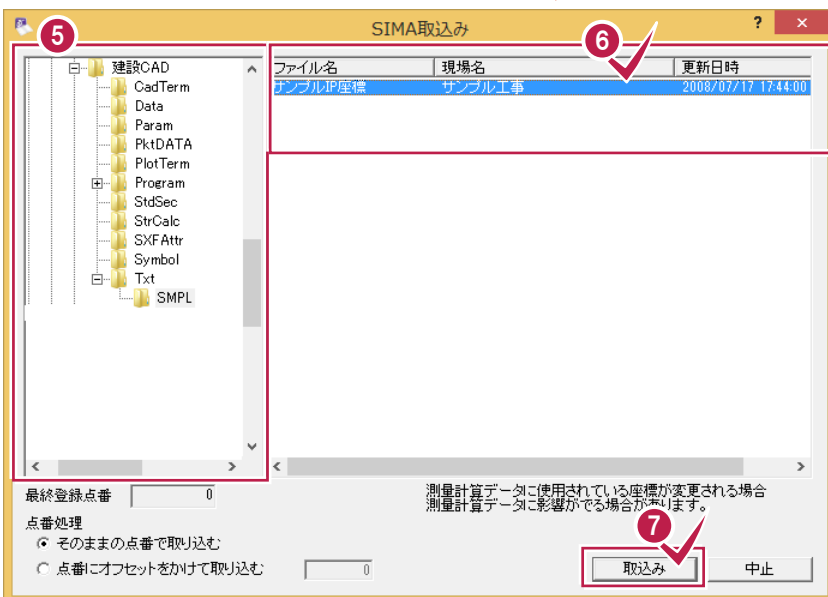 SIMA取込み
?
×
5
6
建設CAD
CadTerm
Data
Param
PktDATA
PlotTerm
Program
StdSec
StrCalc
SXFAttr
Symbol
Txt
SMPL
ファイル名 現場名 更新日時
サンプルIP座標 サンプル工事 2008/07/17 17:44:00
最終登録点番 0
測量計算データに使用されている座標が変更される場合
測量計算データに影響がでる場合があります。
点番処理
そのままの点番で取り込む
点番にオフセットをかけて取り込む 0
7
取込み
中止